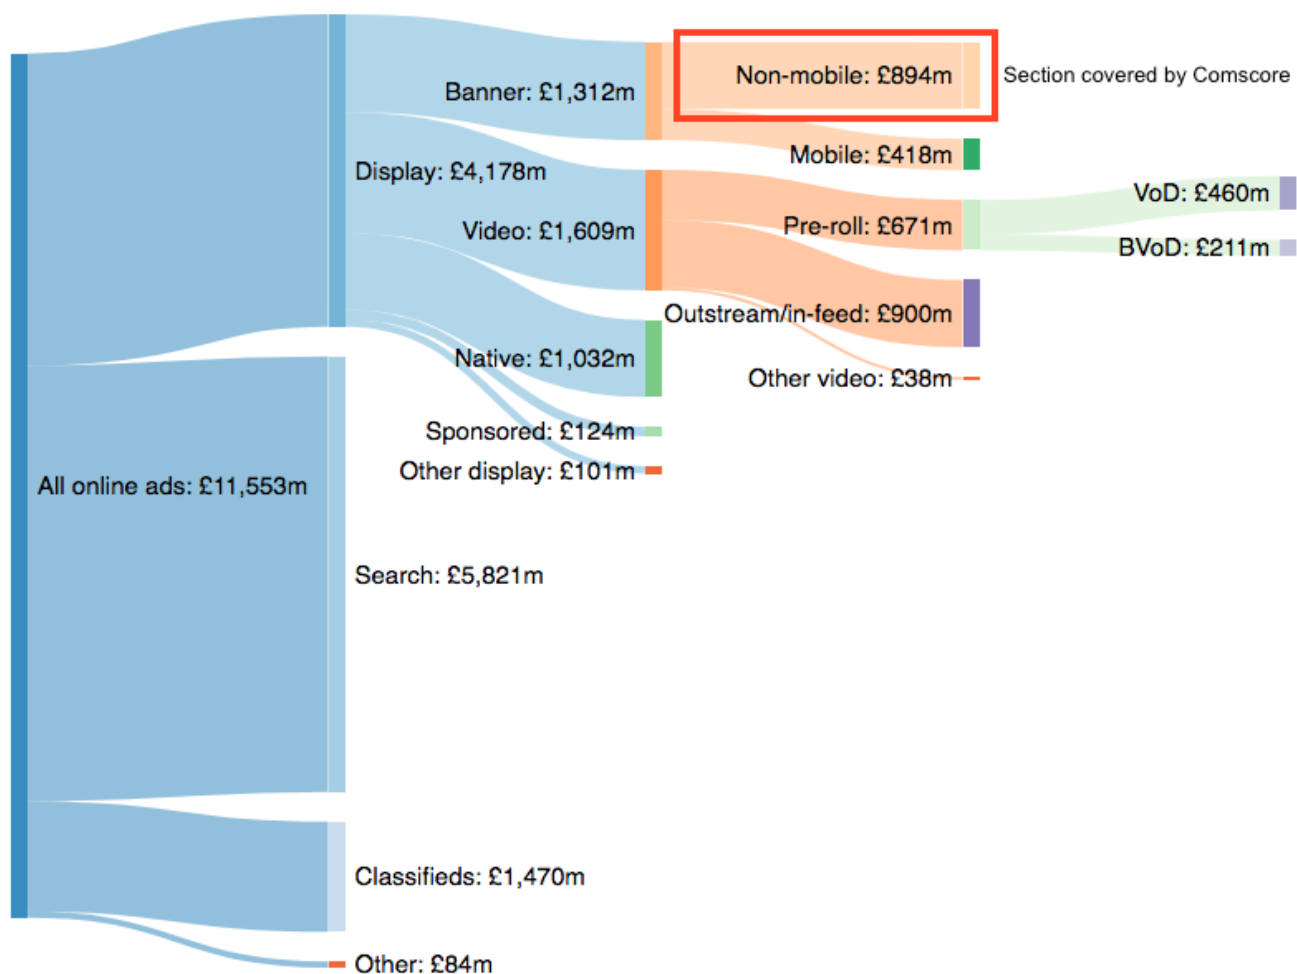 Non-mobile: £894m
Section covered by Comscore
Banner: £1,312m
Mobile: £418m
Display: £4,178m
VoD: £460m
Video: £1,609m
Pre-roll: £671m
BVoD: £211m
Outstream/in-feed: £900m
Native: £1,032m
Other video: £38m
Sponsored: £124m
Other display: £101m
All online ads: £11,553m
Search: £5,821m
Classifieds: £1,470m
Other: £84m